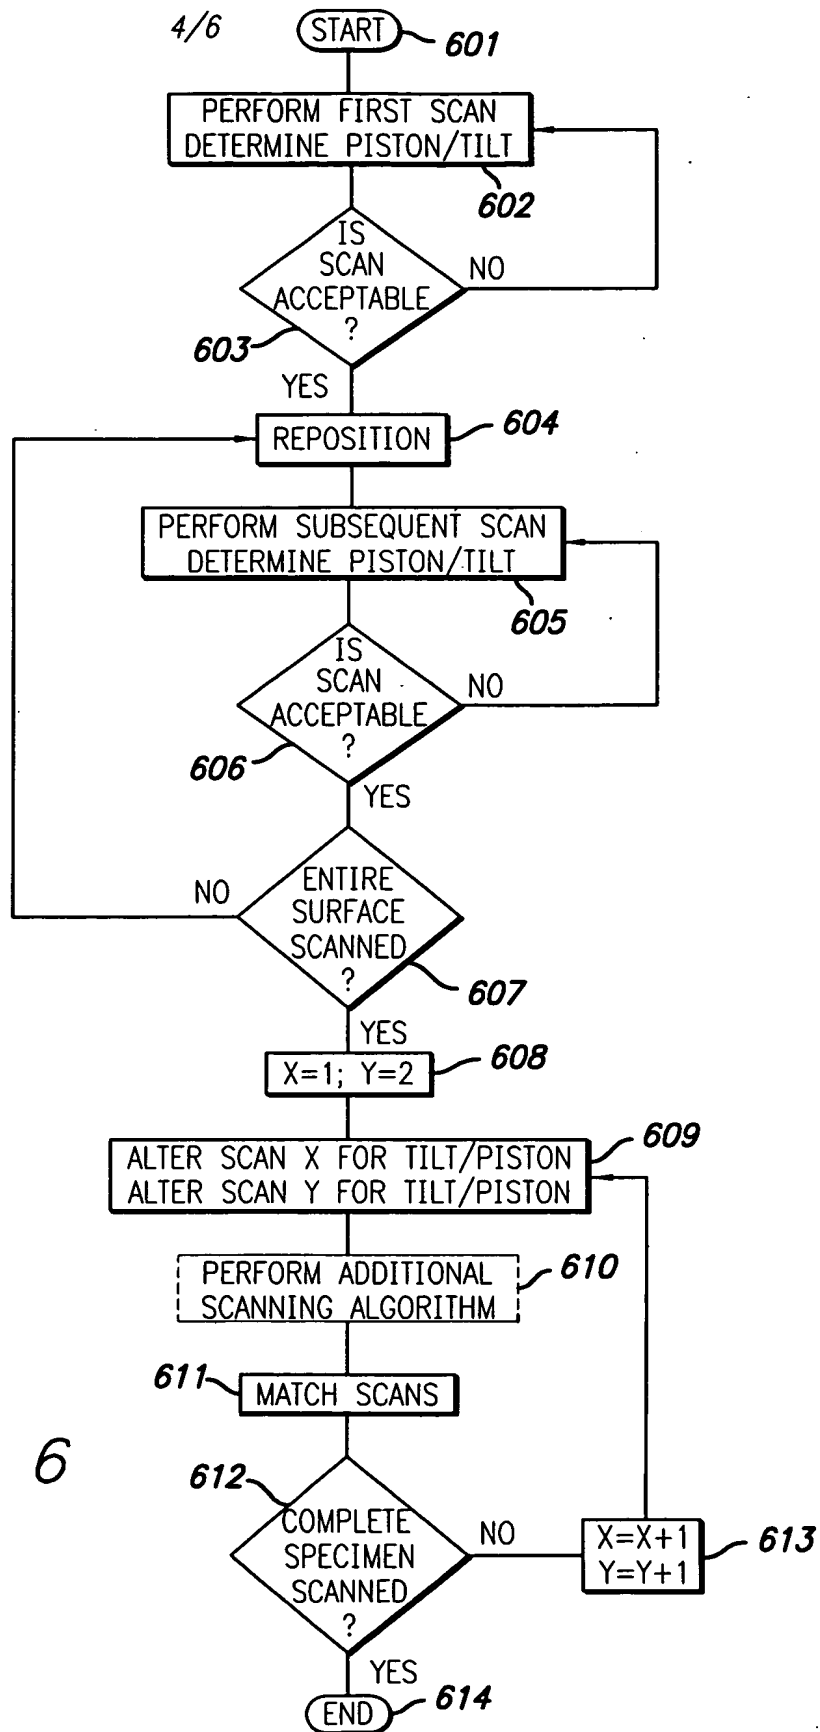 4/6
START
601
PERFORM FIRST SCAN
DETERMINE PISTON/TILT
602
IS
SCAN
ACCEPTABLE
?
NO
603
YES
REPOSITION
604
PERFORM SUBSEQUENT SCAN
DETERMINE PISTON/TILT
605
IS
SCAN
ACCEPTABLE
?
NO
606
YES
ENTIRE
SURFACE
SCANNED
?
NO
607
YES
X=1; Y=2
608
ALTER SCAN X FOR TILT/PISTON
ALTER SCAN Y FOR TILT/PISTON
609
PERFORM ADDITIONAL
SCANNING ALGORITHM
610
611
MATCH SCANS
6
612
COMPLETE
SPECIMEN
SCANNED
?
NO
X=X+1
Y=Y+1
613
YES
END
614